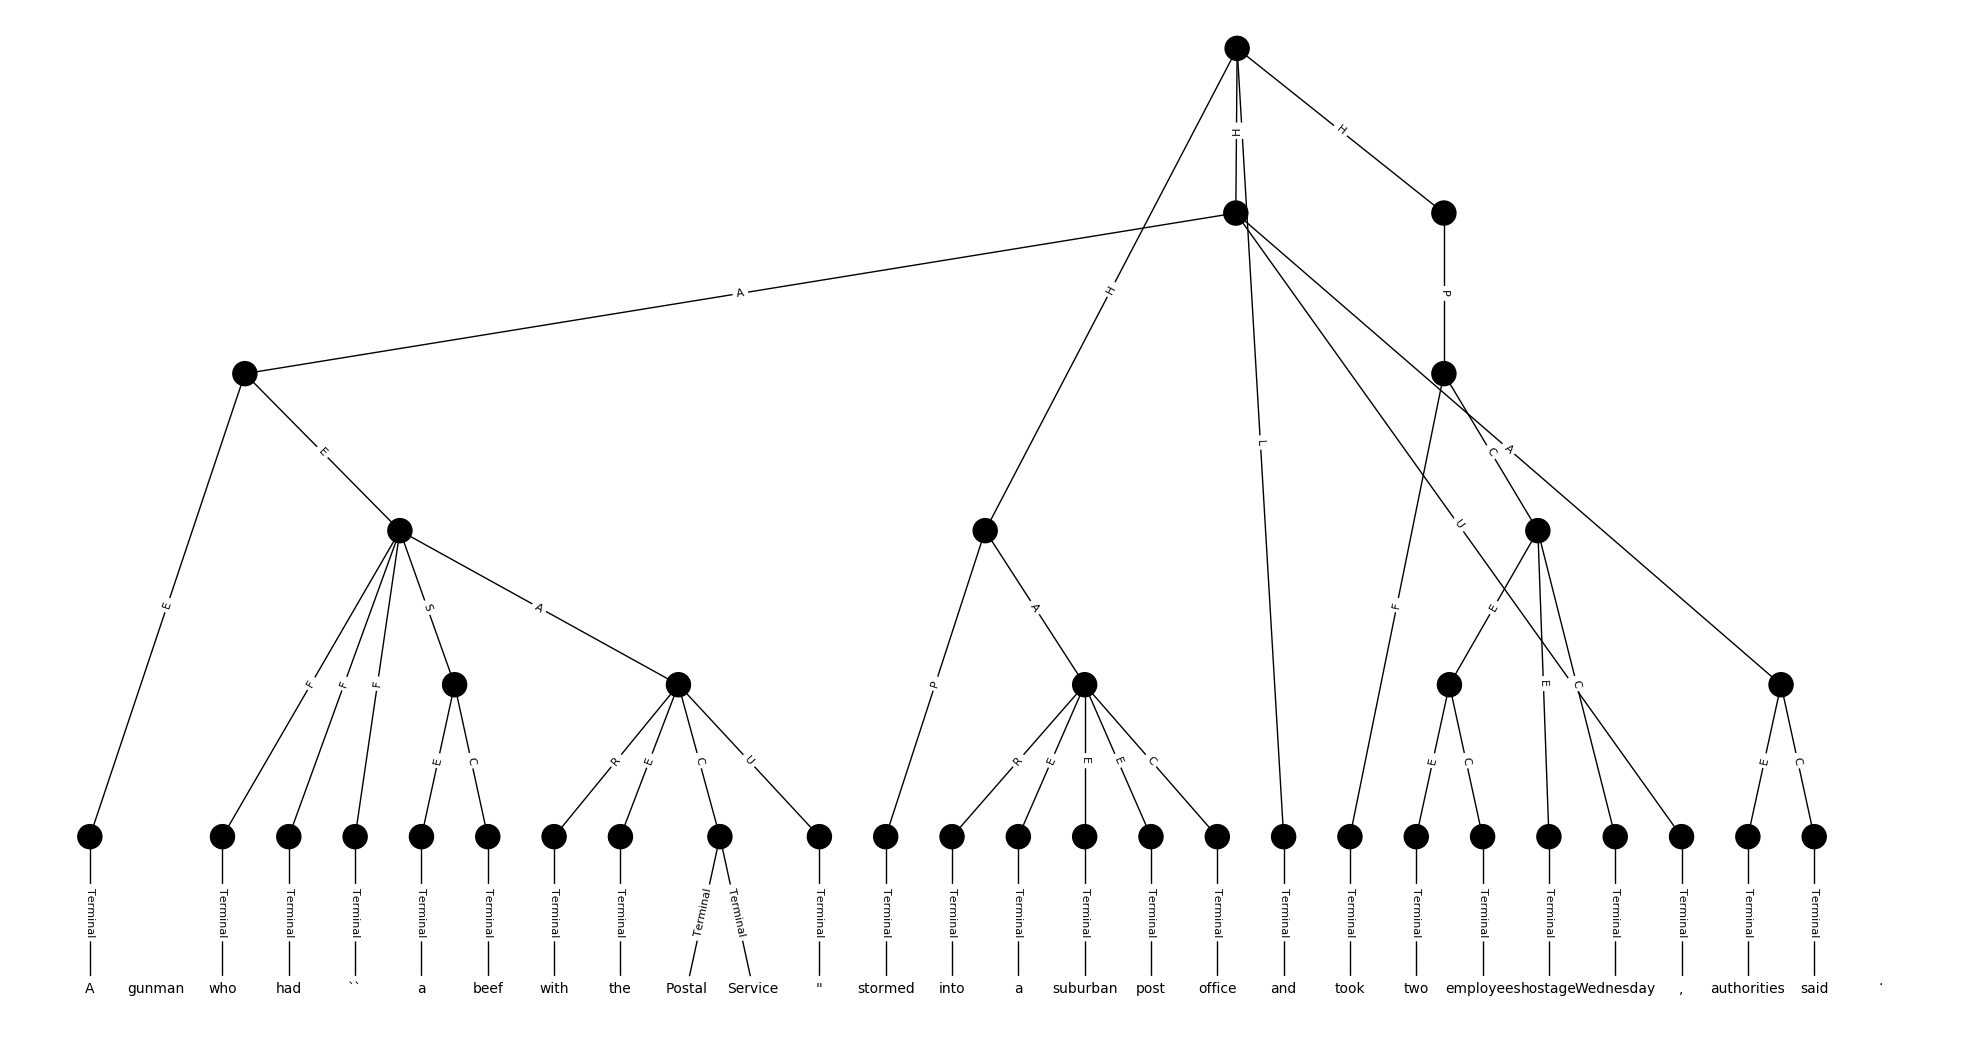 H
H
A
H
P
L
E
A
C
U
E
S
A
A
F
E
F
F
F
P
E
C
E
C
R
E
C
U
R
E
E
E
C
E
C
E
C
Terminal Terminal Terminal Terminal Terminal Terminal Terminal Terminal Terminal Terminal Terminal Terminal Terminal Terminal Terminal Terminal Terminal Terminal Terminal Terminal Terminal Terminal Terminal Terminal Terminal Terminal
A gunman who had `` a beef with the Postal Service " stormed into a suburban post office and took two employees hostage Wednesday , authorities said .